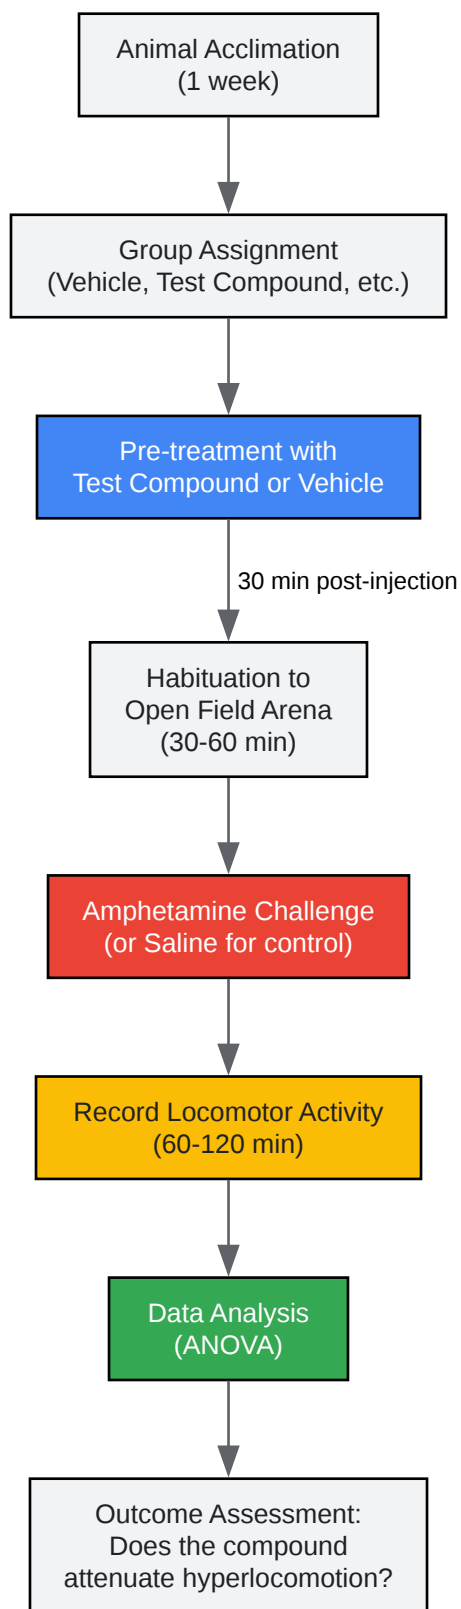 Animal Acclimation
(1 week)
Group Assignment
(Vehicle, Test Compound, etc.)
Pre-treatment with
Test Compound or Vehicle
30 min post-injection
Habituation to
Open Field Arena
(30-60 min)
Amphetamine Challenge
(or Saline for control)
Record Locomotor Activity
(60-120 min)
Data Analysis
(ANOVA)
Outcome Assessment:
Does the compound
attenuate hyperlocomotion?